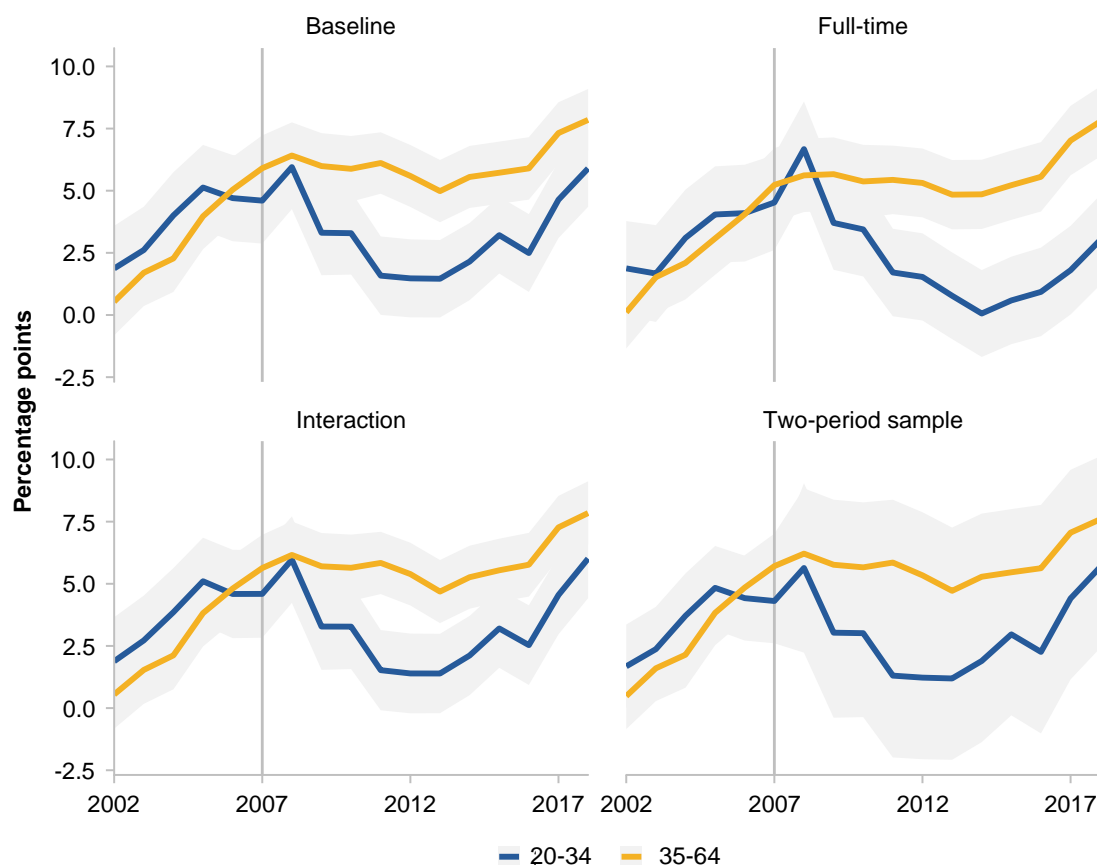 Baseline
Full-time
Percentage points
10.0
7.5
5.0
2.5
0.0
-2.5
Interaction
Two-period sample
10.0
7.5
5.0
2.5
0.0
-2.5
2002 2007 2012 2017
2002 2007 2012 2017
20-34 35-64